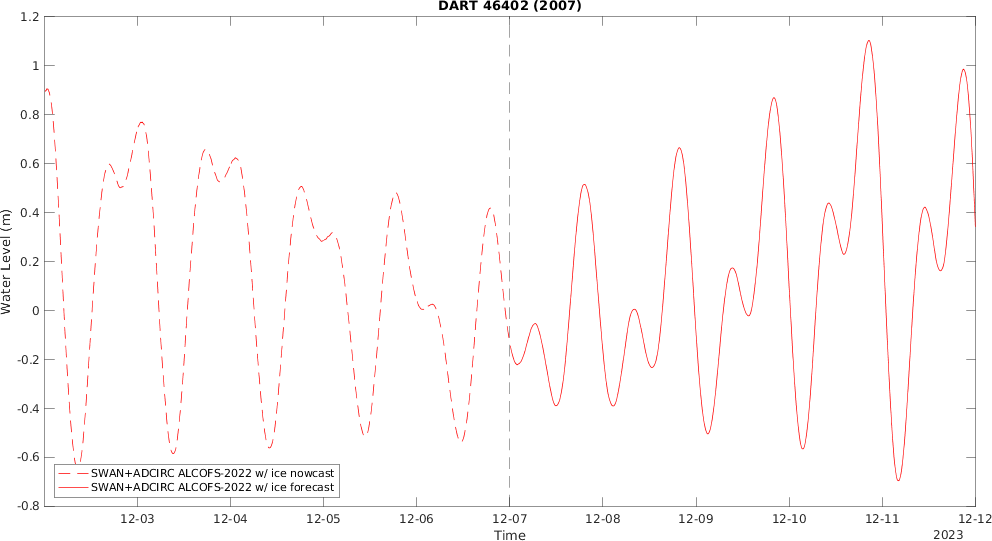 DART 46402 (2007)
1.2
1
0.8
0.6
0.4
0.2
0
-0.2
-0.4
-0.6
-0.8
Water Level (m)
SWAN+ADCIRC ALCOFS-2022 w/ ice nowcast
SWAN+ADCIRC ALCOFS-2022 w/ ice forecast
12-03 12-04 12-05 12-06 12-07 12-08 12-09 12-10 12-11 12-12
Time
2023